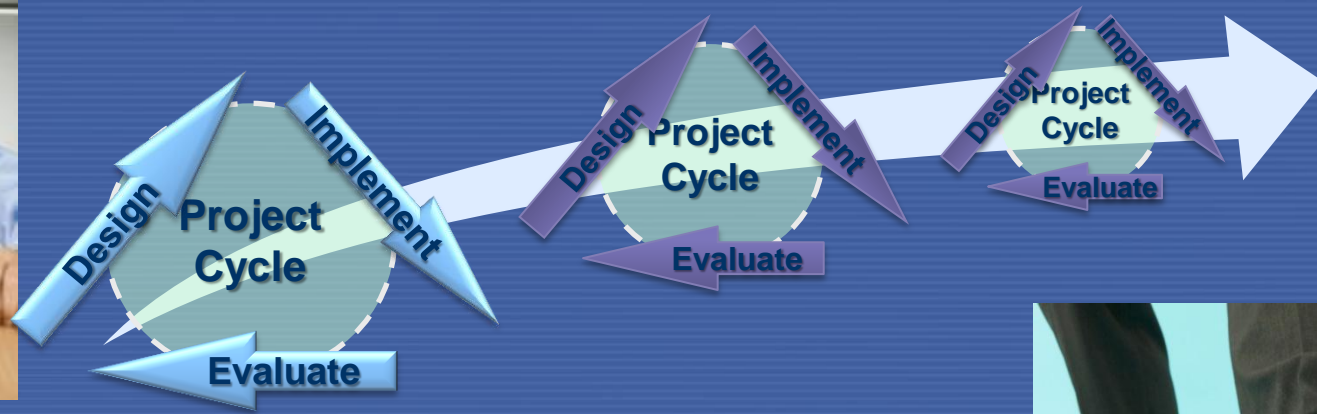 Design
Implement
Project
Cycle
Evaluate
Design
Implement
Project
Cycle
Evaluate
Design
Implement
Project
Cycle
Evaluate